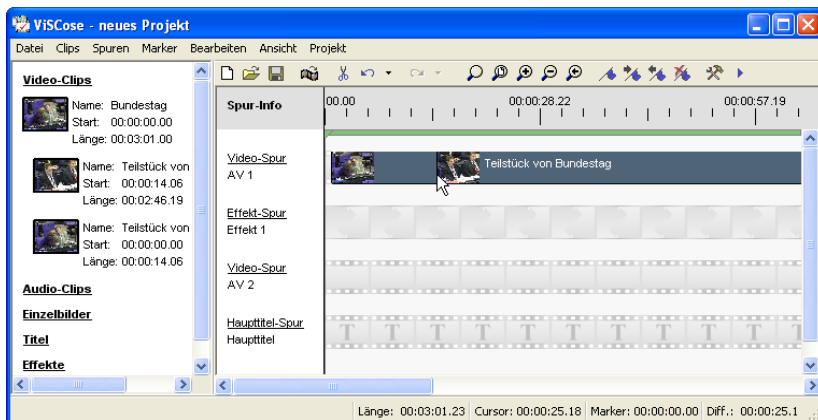 ViSCose - neues Projekt
Datei Clips Spuren Marker Bearbeiten Ansicht Projekt
Video-Clips
Name: Bundestag
Start: 00:00:00.00
Länge: 00:03:01.00
Name: Teilstück von
Start: 00:00:14.06
Länge: 00:02:46.19
Name: Teilstück von
Start: 00:00:00.00
Länge: 00:00:14.06
Audio-Clips
Einzelbilder
Titel
Effekte
Spur-Info
00.00 00:00:28.22 00:00:57.19
Video-Spur
AV 1
Teilstück von Bundestag
Effekt-Spur
Effekt 1
Video-Spur
AV 2
Haupttitel-Spur
Haupttitel
T T T T T T T T T T T
Länge: 00:03:01.23 Cursor: 00:00:25.18 Marker: 00:00:00.00 Diff.: 00:00:25.1